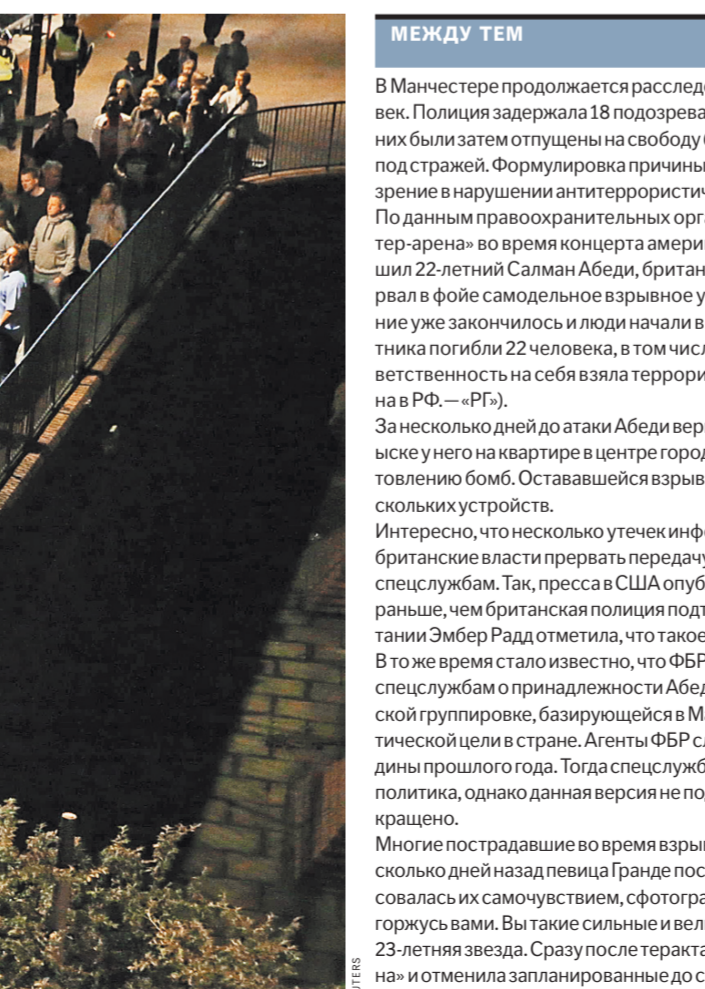 МЕЖДУ ТЕМ
В Манчестере продолжается расслед
век. Полиция задержала 18 подозрева
них были затем отпущены на свободу
под стражей. Формулировка причины
зрение в нарушении антитеррористич
По данным правоохранительных орг
тер-арена» во время концерта амери
шил 22-летний Салман Абеди, британ
рвал в фойе самодельное взрывное у
ние уже закончилось и люди начали в
тника погибли 22 человека, в том числ
ветственность на себя взяла террори
на в РФ. — «РГ»).
За несколько дней до атаки Абеди вер
ыске у него на квартире в центре город
товлению бомб. Остававшейся взрыв
скольких устройств.
Интересно, что несколько утечек инф
британские власти прервать передачу
спецслужбам. Так, пресса в США опуб
раньше, чем британская полиция подт
тании Эмбер Радд отметила, что такое
В то же время стало известно, что ФБР
спецслужбам о принадлежности Абед
ской группировке, базирующейся в Ма
тической цели в стране. Агенты ФБР сл
дины прошлого года. Тогда спецслужб
политика, однако данная версия не по
кращено.
Многие пострадавшие во время взры
сколько дней назад певица Гранде пос
совалась их самочувствием, сфотогра
горжусь вами. Вы такие сильные и вел
23-летняя звезда. Сразу после теракта
на» и отменила запланированные до с
UTERS